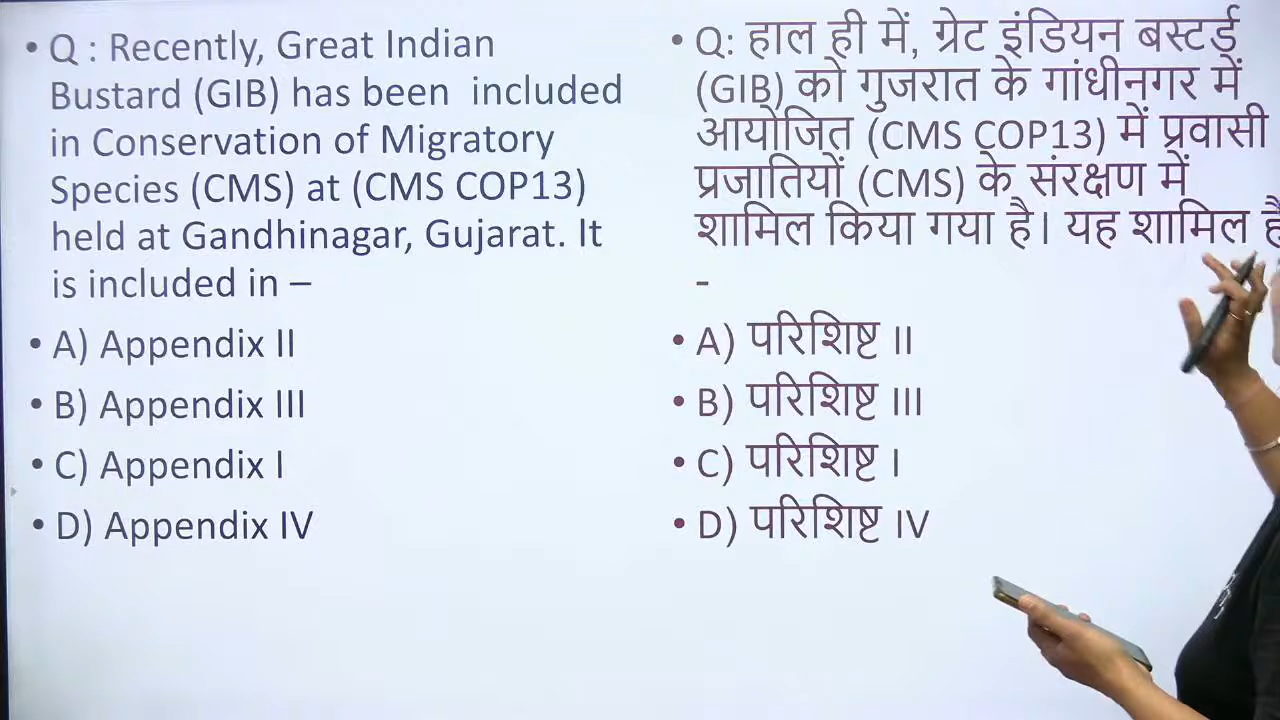 • Q : Recently, Great Indian
Bustard (GIB) has been included
in Conservation of Migratory
Species (CMS) at (CMS COP13)
held at Gandhinagar, Gujarat. It
is included in –
• A) Appendix II
• B) Appendix III
• C) Appendix I
• D) Appendix IV
• Q: हाल ही में, ग्रेट इंडियन बस्टर्ड
(GIB) को गुजरात के गांधीनगर में
आयोजित (CMS COP13) में प्रवासी
प्रजातियों (CMS) के संरक्षण में
शामिल किया गया है। यह शामिल है
-
• A) परिशिष्ट II
• B) परिशिष्ट III
• C) परिशिष्ट I
• D) परिशिष्ट IV